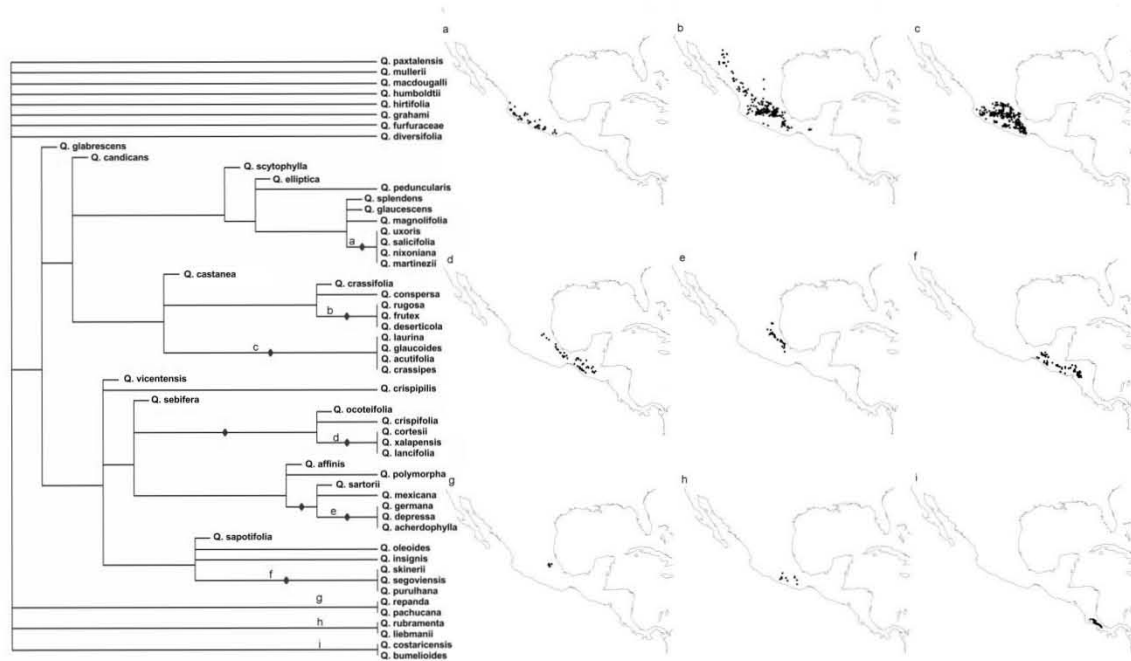 Q. paxtalensis
Q. mullerii
Q. macdougalli
Q. humboldtii
Q. hirtifolia
Q. grahami
Q. furfuraceae
Q. diversifolia
Q. glabrescens
Q. candicans
Q. scytophylla
Q. elliptica
Q. peduncularis
Q. splendens
Q. glaucescens
Q. magnolifolia
Q. uxoris
a Q. salicifolia
Q. nixoniana
Q. martinezii
Q. castanea
Q. crassifolia
Q. conspersa
Q. rugosa
b Q. frutex
Q. deserticola
Q. laurina
c Q. glaucoides
Q. acutifolia
Q. crassipes
Q. vicentensis
Q. crispipilis
Q. sebifera
Q. ocoteifolia
Q. crispifolia
Q. cortesii
d Q. xalapensis
Q. lancifolia
Q. affinis
Q. polymorpha
Q. sartorii
Q. mexicana
Q. germana
e Q. depressa
Q. acherdophylla
Q. sapotifolia
Q. oleoides
Q. insignis
Q. skinerii
f Q. segoviensis
Q. purulhana
g Q. repanda
Q. pachucana
h Q. rubramenta
Q. liebmanii
i Q. costaricensis
Q. bumelioides
a b c
d e f
g h i